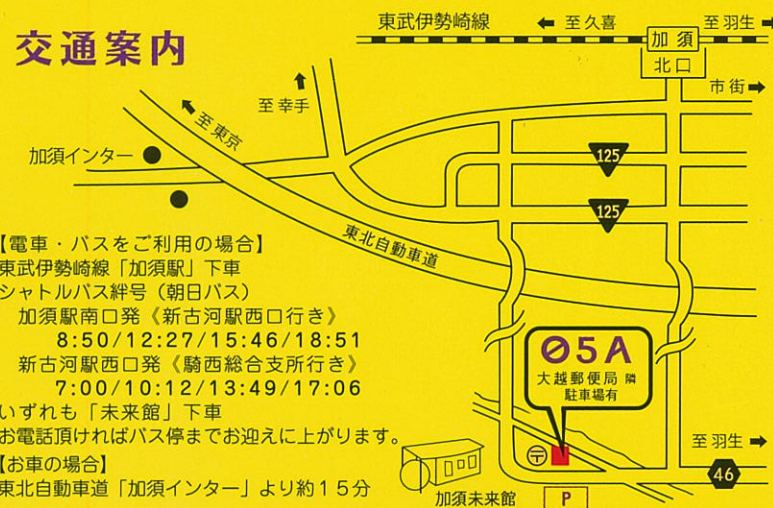 交通案内
東武伊勢崎線
← 至久喜
至羽生 →
加須
北口
市街 →
至幸手
至東京
加須インター
125
125
東北自動車道
【電車・バスをご利用の場合】
東武伊勢崎線「加須駅」下車
シャトルバス絆号（朝日バス）
加須駅南口発《新古河駅西口行き》
8:50/12:27/15:46/18:51
新古河駅西口発《騎西総合支所行き》
7:00/10:12/13:49/17:06
いずれも「未来館」下車
お電話頂ければバス停までお迎えに上がります。
【お車の場合】
東北自動車道「加須インター」より約15分
Ø5A
大越郵便局 隣
駐車場有
至羽生 →
46
〒
加須未来館
P